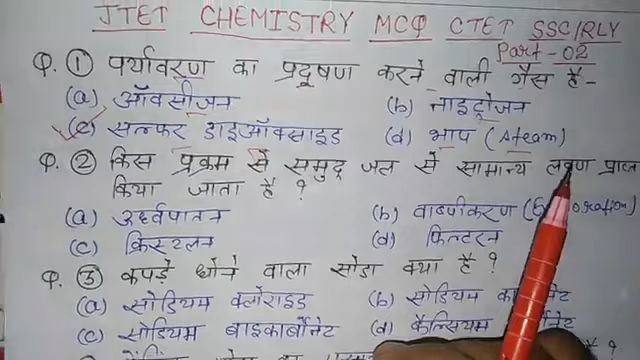 JTET CHEMISTRY MCQ CTET SSC/RLY
Part-02
Q. ① पर्यावरण का प्रदूषण करने वाली गैस है-
(a) ऑक्सीजन (b) नाइट्रोजन
(c) सल्फर डाइऑक्साइड (d) भाप (Steam)
Q. ② किस प्रक्रम से समुद्र जल से सामान्य लवण प्राप्त
किया जाता है ?
(a) उर्ध्वपातन (b) वाष्पीकरण
(c) क्रिस्टलन (d) फिल्टरन
Q. ③ कपड़े धोने वाला सोडा क्या है ?
(a) सोडियम क्लोराइड (b) सोडियम
(c) सोडियम बाइकार्बोनेट (d) कैल्सियम